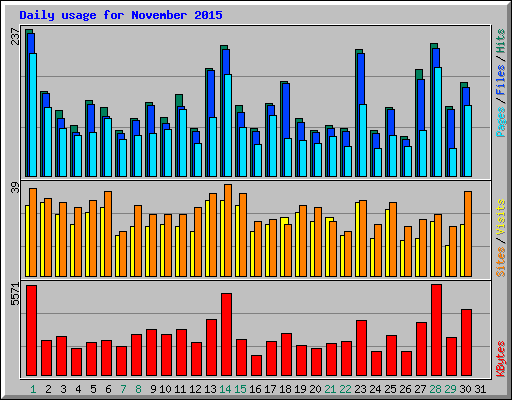 Daily usage for November 2015
237
Pages / Files / Hits
39
Sites / Visits
5571
KBytes
1 2 3 4 5 6 7 8 9 10 11 12 13 14 15 16 17 18 19 20 21 22 23 24 25 26 27 28 29 30 31